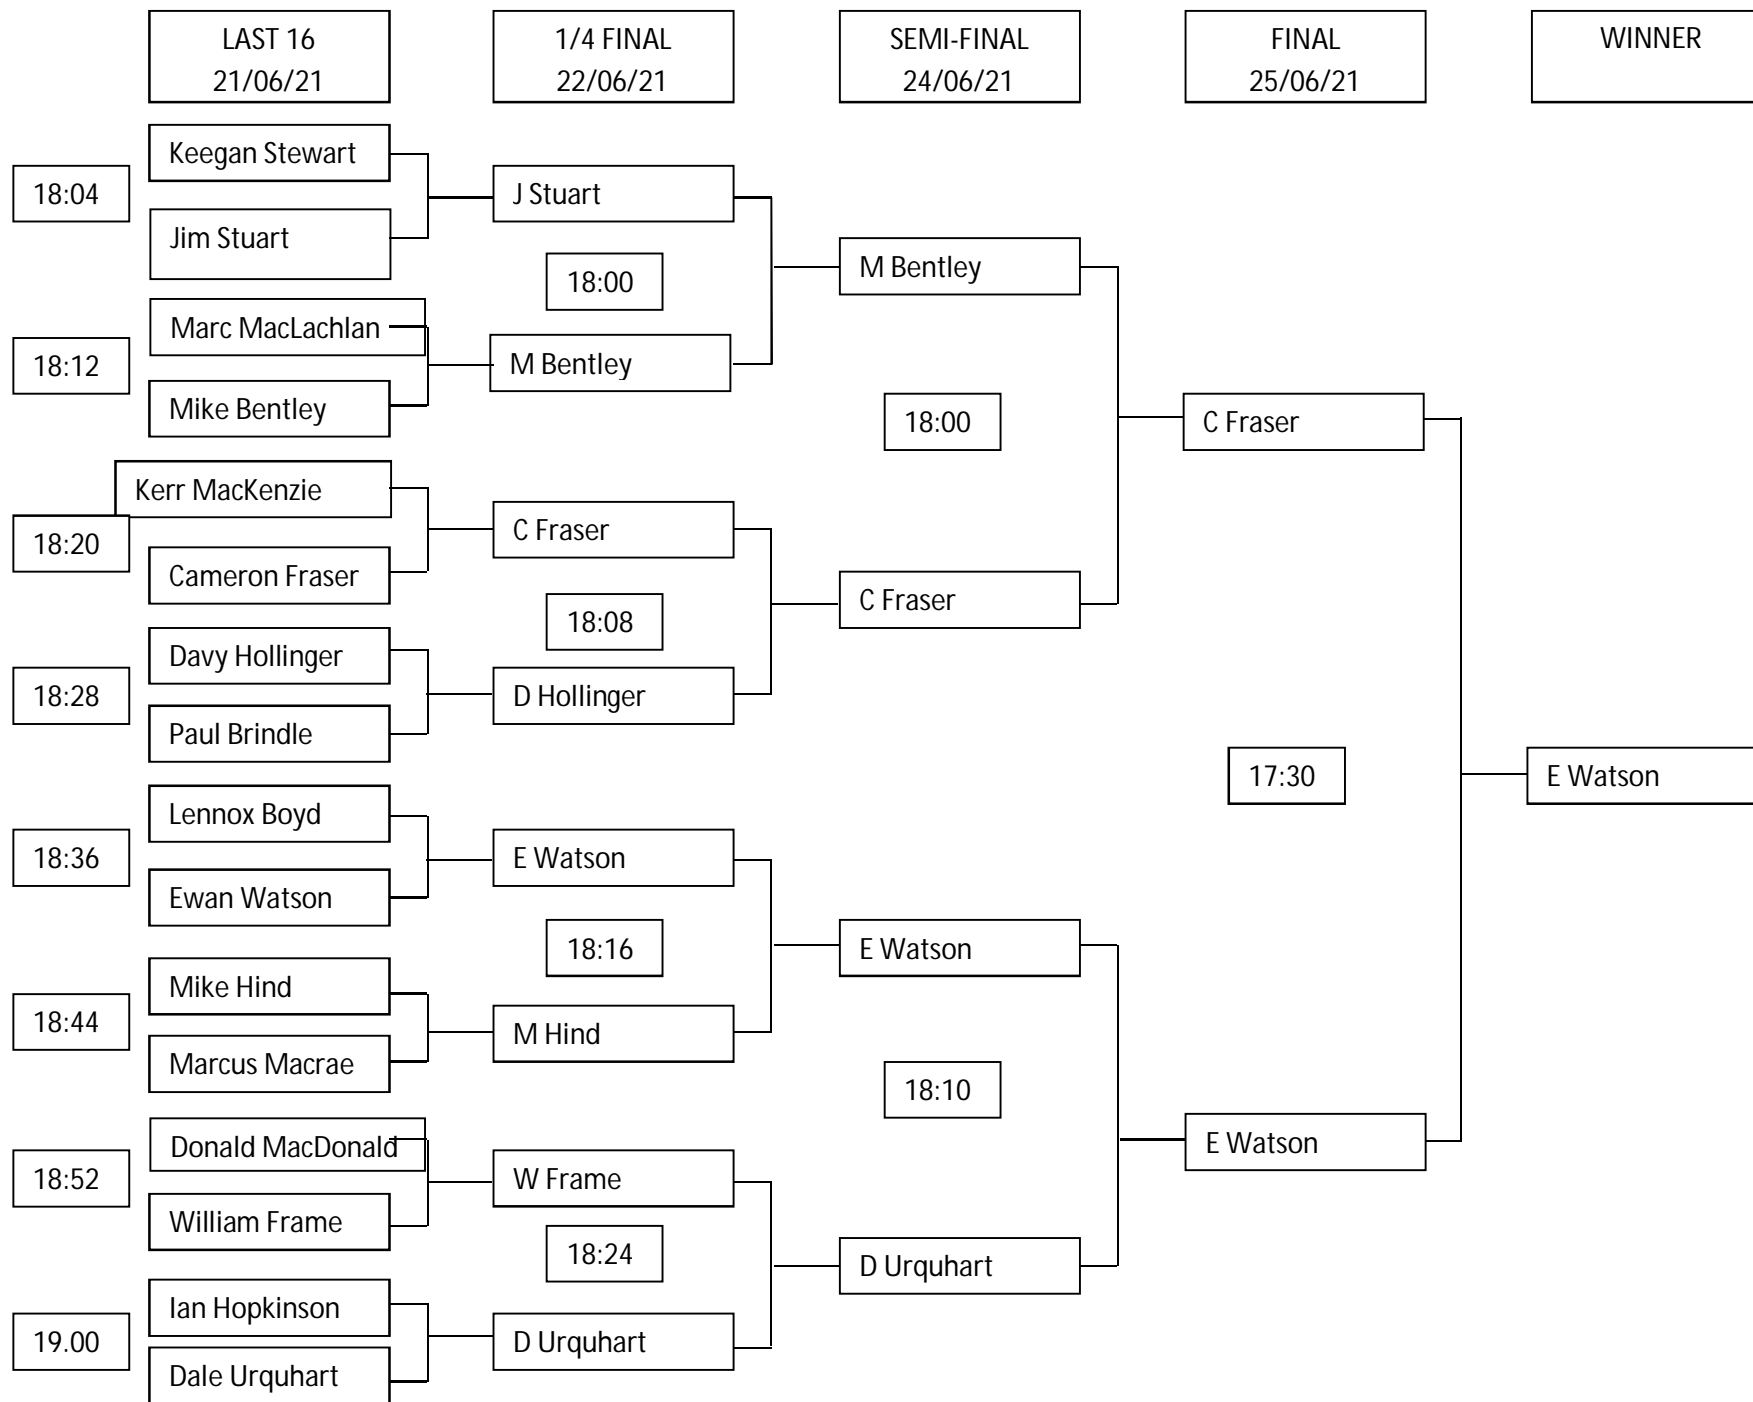 LAST 16
21/06/21
1/4 FINAL
22/06/21
SEMI-FINAL
24/06/21
FINAL
25/06/21
WINNER
Keegan Stewart
18:04
J Stuart
Jim Stuart
M Bentley
18:00
Marc MacLachlan
18:12
M Bentley
Mike Bentley
18:00
C Fraser
Kerr MacKenzie
18:20
C Fraser
Cameron Fraser
C Fraser
18:08
Davy Hollinger
18:28
D Hollinger
Paul Brindle
17:30
E Watson
Lennox Boyd
18:36
E Watson
Ewan Watson
18:16
E Watson
Mike Hind
18:44
M Hind
Marcus Macrae
18:10
Donald MacDonald
E Watson
18:52
W Frame
William Frame
18:24
D Urquhart
Ian Hopkinson
19.00
D Urquhart
Dale Urquhart